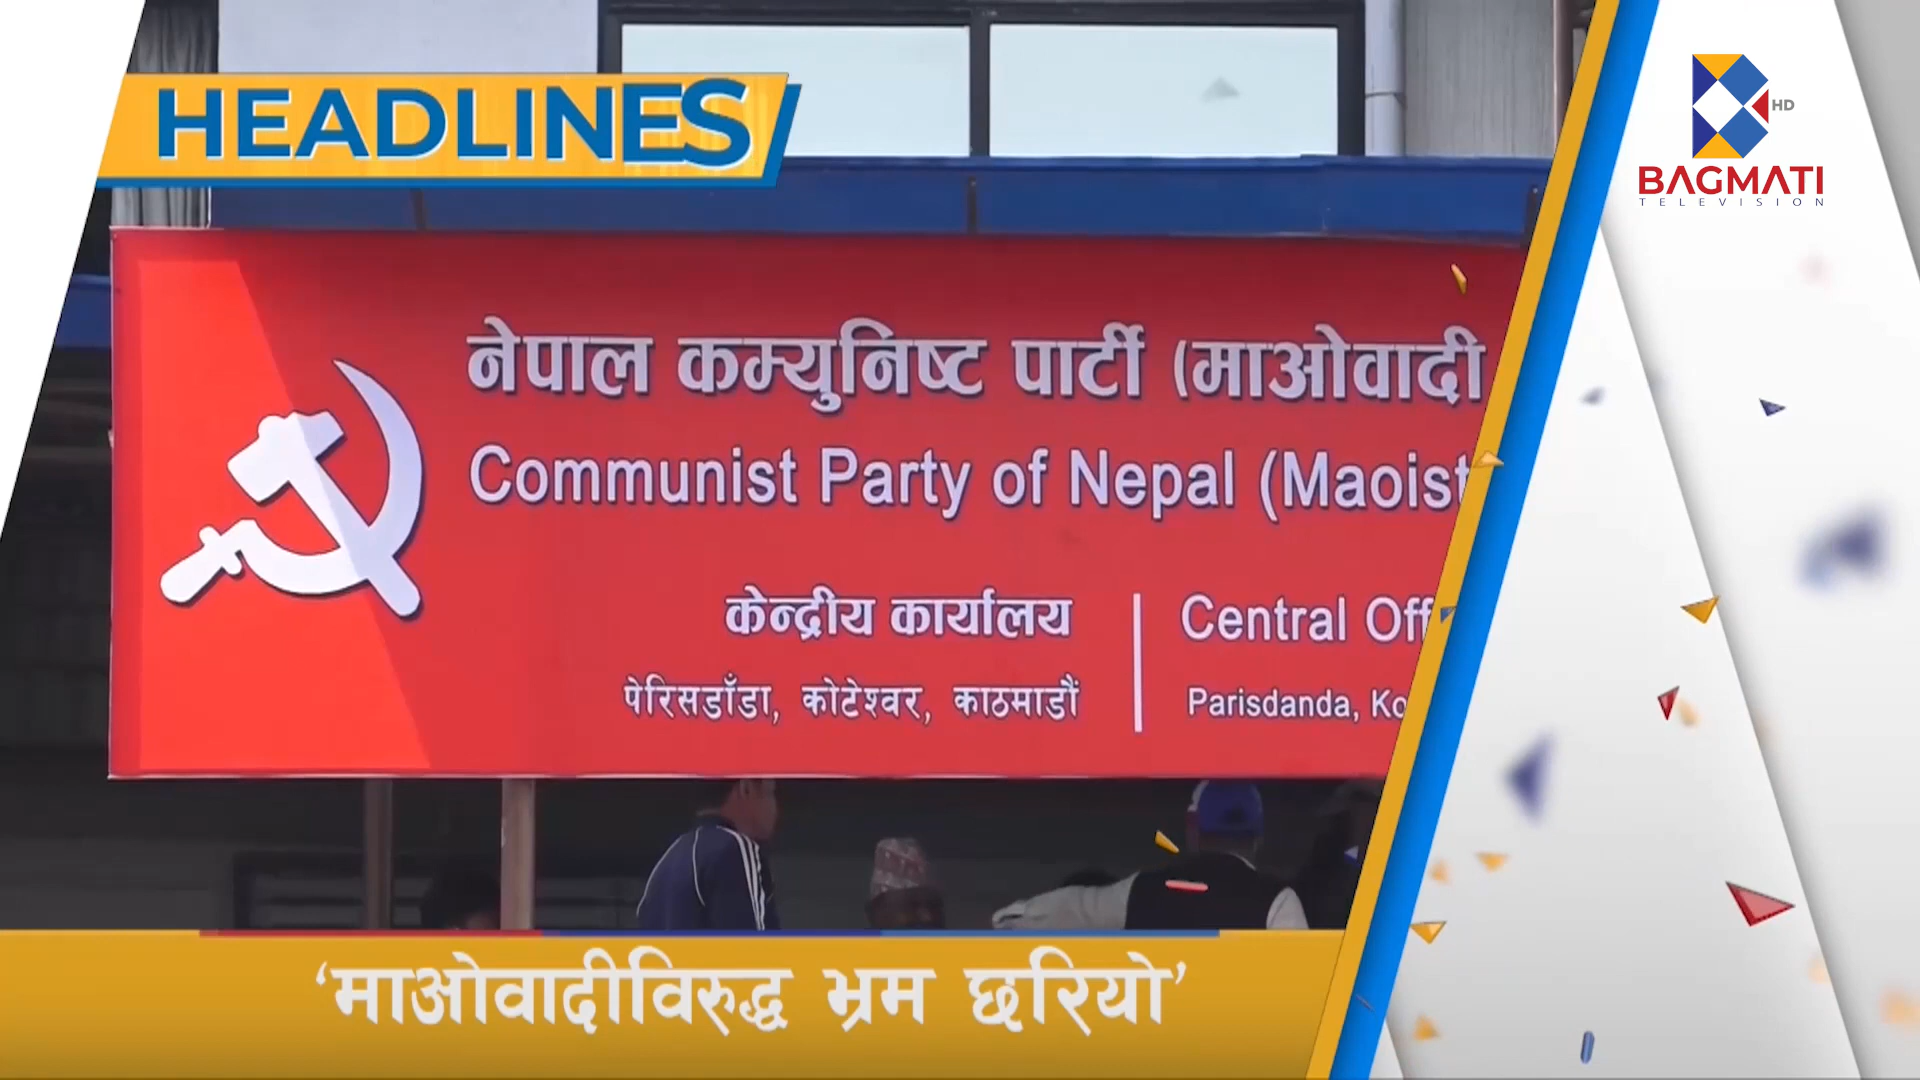 HEADLINES
HD
BAGMATI
TELEVISION
नेपाल कम्युनिष्ट पार्टी (माओवादी
Communist Party of Nepal (Maoist
केन्द्रीय कार्यालय
पेरिसडाँडा, कोटेश्वर, काठमाडौं
Central Off
Parisdanda, Ko
‘माओवादीविरुद्ध भ्रम छरियो’